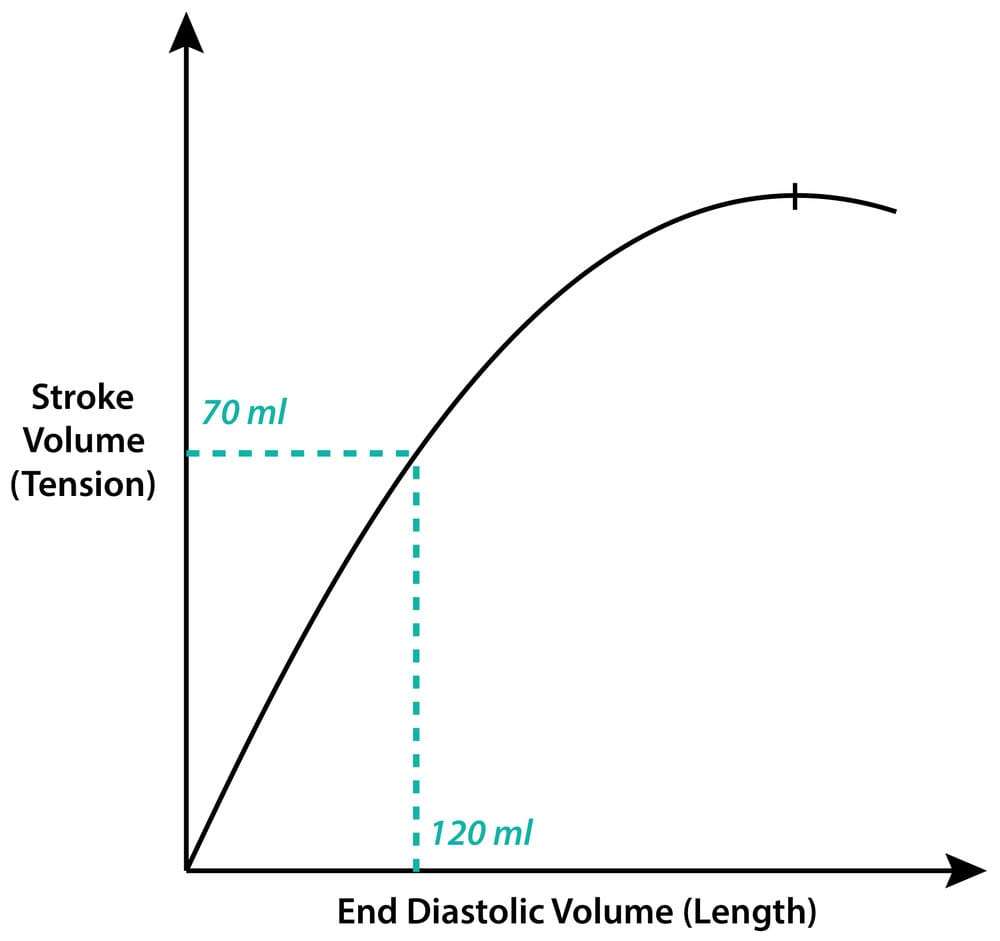 Stroke
Volume
(Tension)
70 ml
120 ml
End Diastolic Volume (Length)